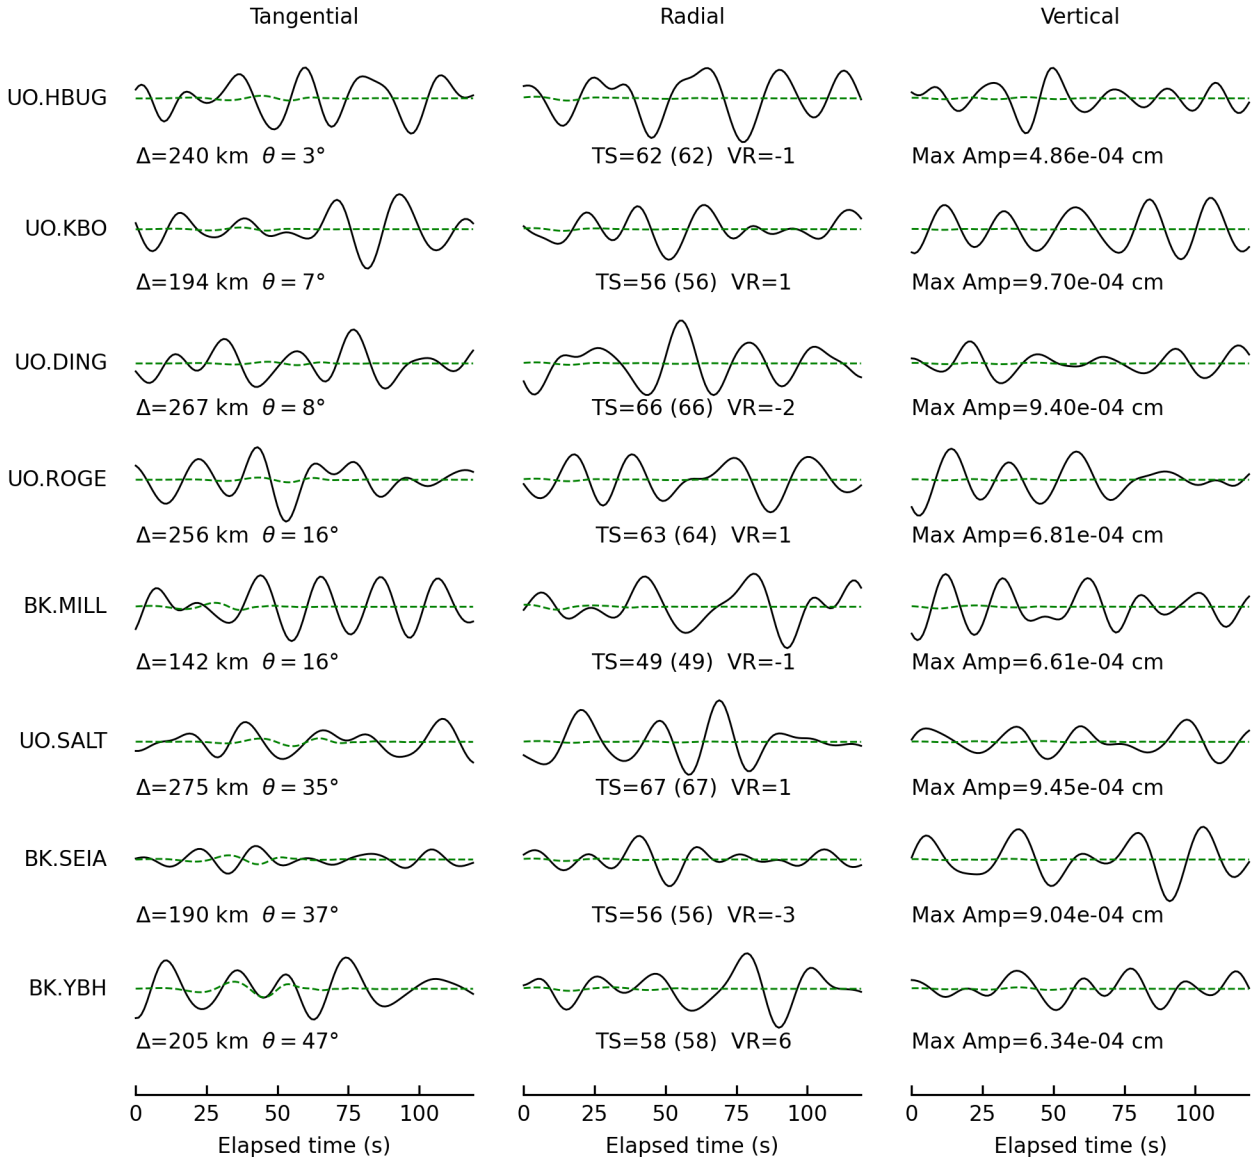 Tangential Radial Vertical
UO.HBUG
Δ=240 km θ = 3° TS=62 (62) VR=-1 Max Amp=4.86e-04 cm
UO.KBO
Δ=194 km θ = 7° TS=56 (56) VR=1 Max Amp=9.70e-04 cm
UO.DING
Δ=267 km θ = 8° TS=66 (66) VR=-2 Max Amp=9.40e-04 cm
UO.ROGE
Δ=256 km θ = 16° TS=63 (64) VR=1 Max Amp=6.81e-04 cm
BK.MILL
Δ=142 km θ = 16° TS=49 (49) VR=-1 Max Amp=6.61e-04 cm
UO.SALT
Δ=275 km θ = 35° TS=67 (67) VR=1 Max Amp=9.45e-04 cm
BK.SEIA
Δ=190 km θ = 37° TS=56 (56) VR=-3 Max Amp=9.04e-04 cm
BK.YBH
Δ=205 km θ = 47° TS=58 (58) VR=6 Max Amp=6.34e-04 cm
0 25 50 75 100 0 25 50 75 100 0 25 50 75 100
Elapsed time (s) Elapsed time (s) Elapsed time (s)